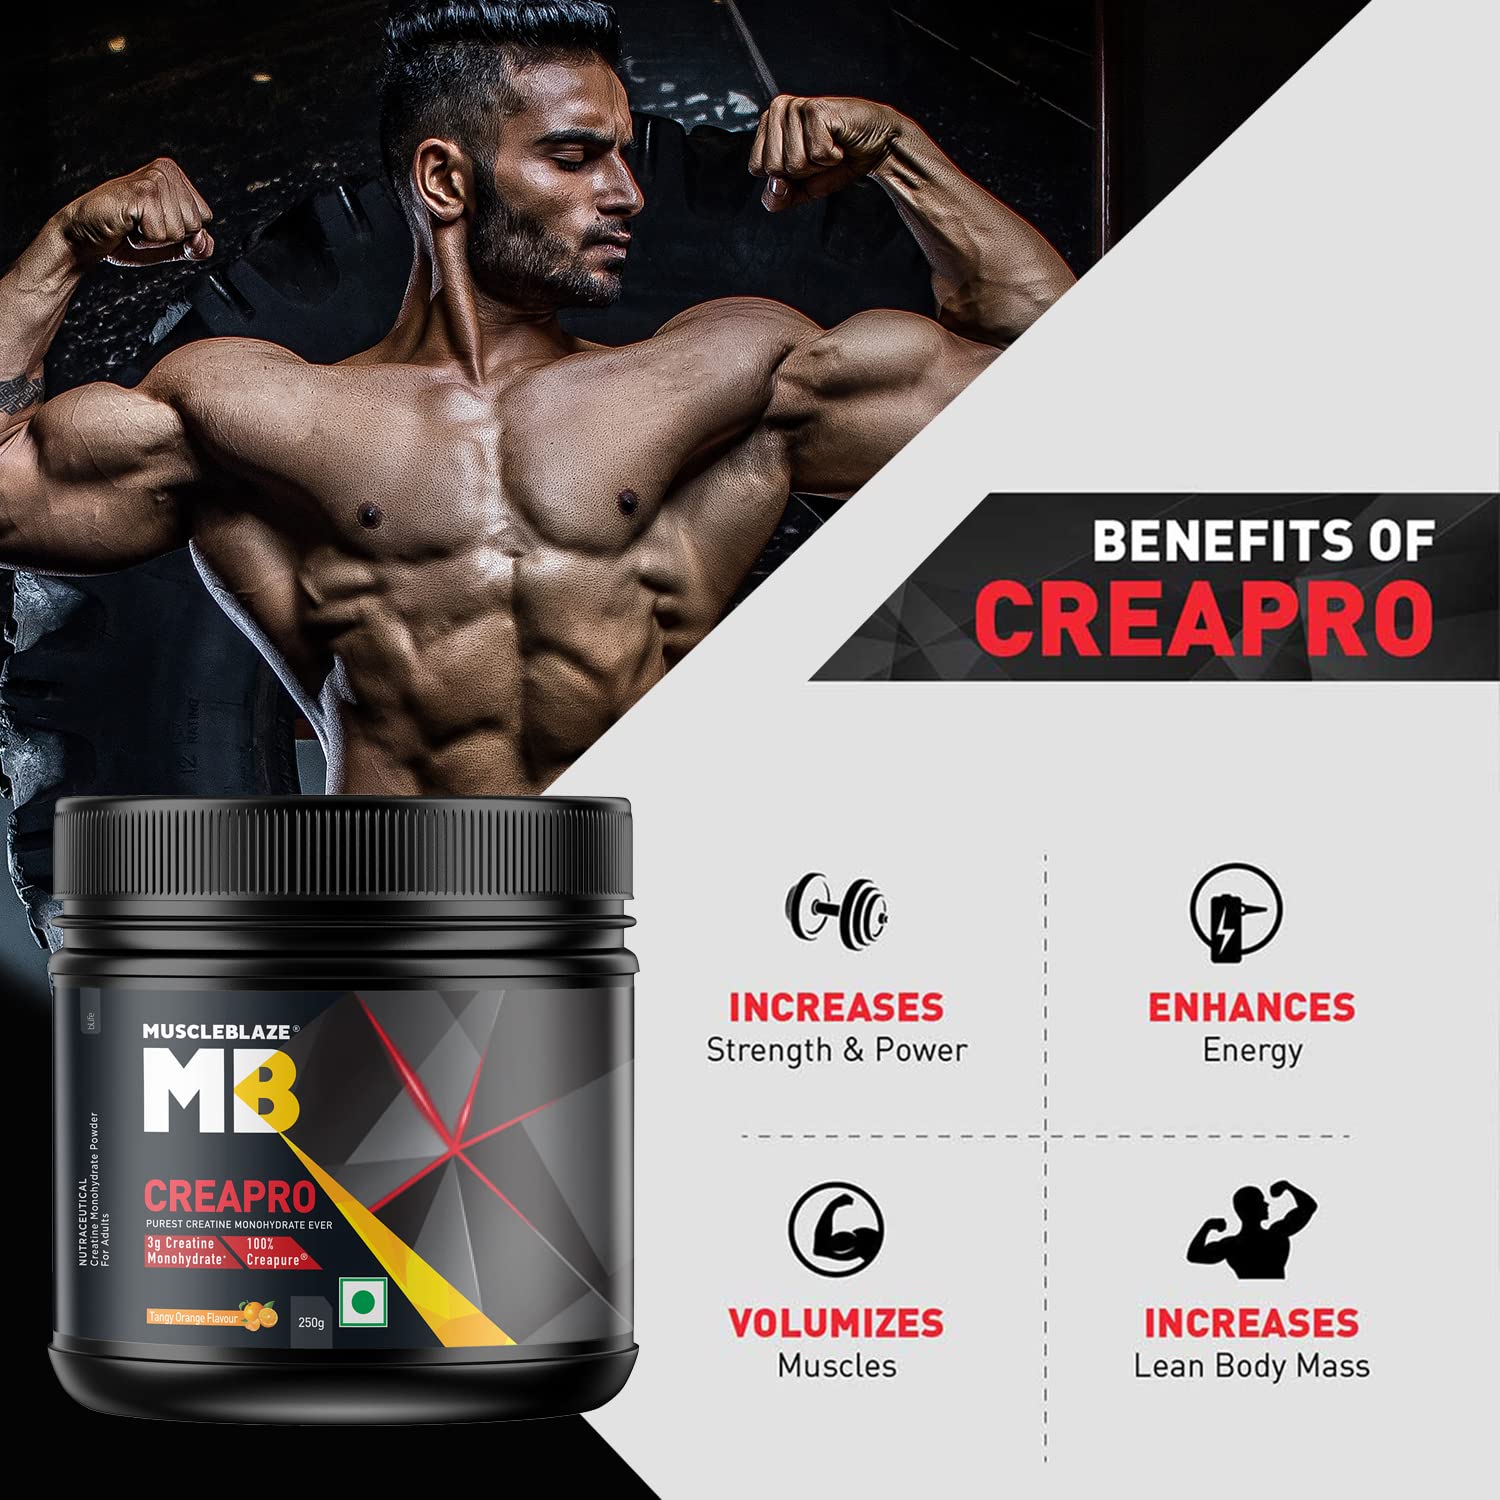 BENEFITS OF
CREAPRO
INCREASES
Strength & Power
ENHANCES
Energy
VOLUMIZES
Muscles
INCREASES
Lean Body Mass
bLife
MUSCLEBLAZE®
MB
CREAPRO
PUREST CREATINE MONOHYDRATE EVER
3g Creatine
Monohydrate*
100%
Creapure®
Tangy Orange Flavour
250g
NUTRACEUTICAL
Creatine Monohydrate Powder
For Adults